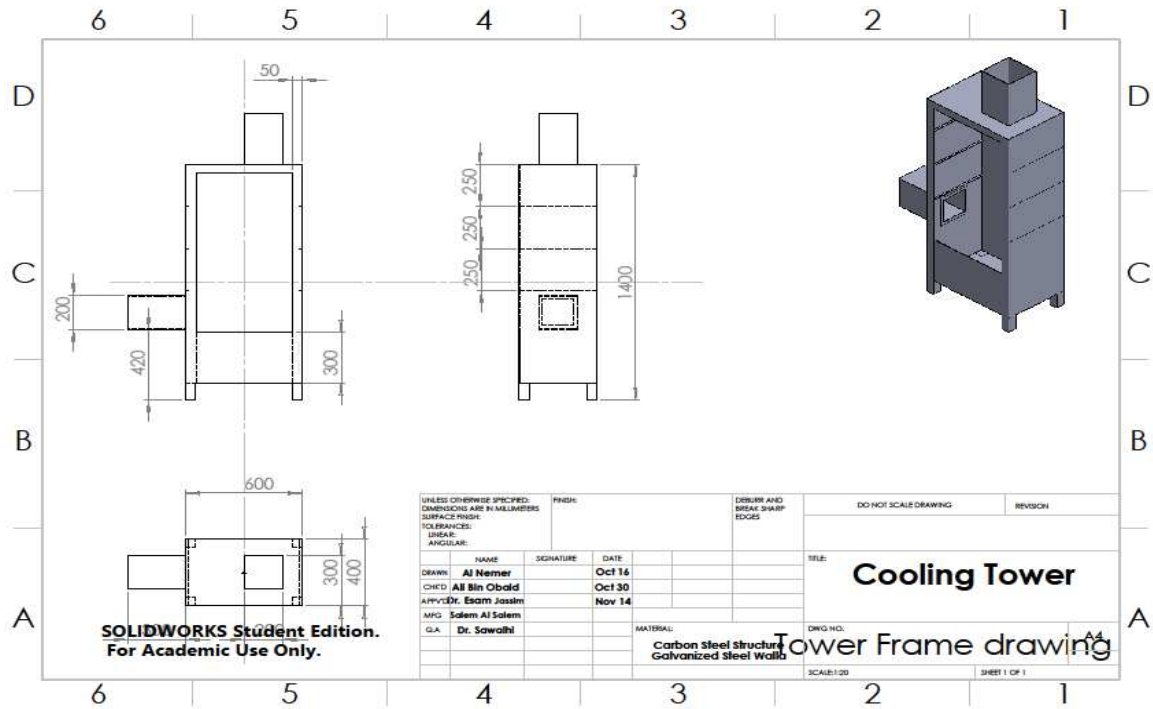 6 5 4 3 2 1
D D
C C
B B
A A
50
250
250
250
1400
200
420
300
600
300
400
SOLIDWORKS Student Edition.
For Academic Use Only.
UNLESS OTHERWISE SPECIFIED:
DIMENSIONS ARE IN MILLIMETERS
SURFACE FINISH:
TOLERANCES:
LINEAR:
ANGULAR:
FINISH:
DEBURR AND
BREAK SHARP
EDGES
DO NOT SCALE DRAWING
REVISION
NAME SIGNATURE DATE
DRAWN Al Nemer Oct 16
CHK'D Ali Bin Obaid Oct 30
APPV'D Dr. Esam Jassim Nov 14
MFG Salem Al Salem
Q.A Dr. Sawaihi
MATERIAL:
Carbon Steel Structure
Galvanized Steel Walls
TITLE:
Cooling Tower
DWG NO.
Tower Frame drawing
A4
SCALE:1:20
SHEET 1 OF 1
6 5 4 3 2 1